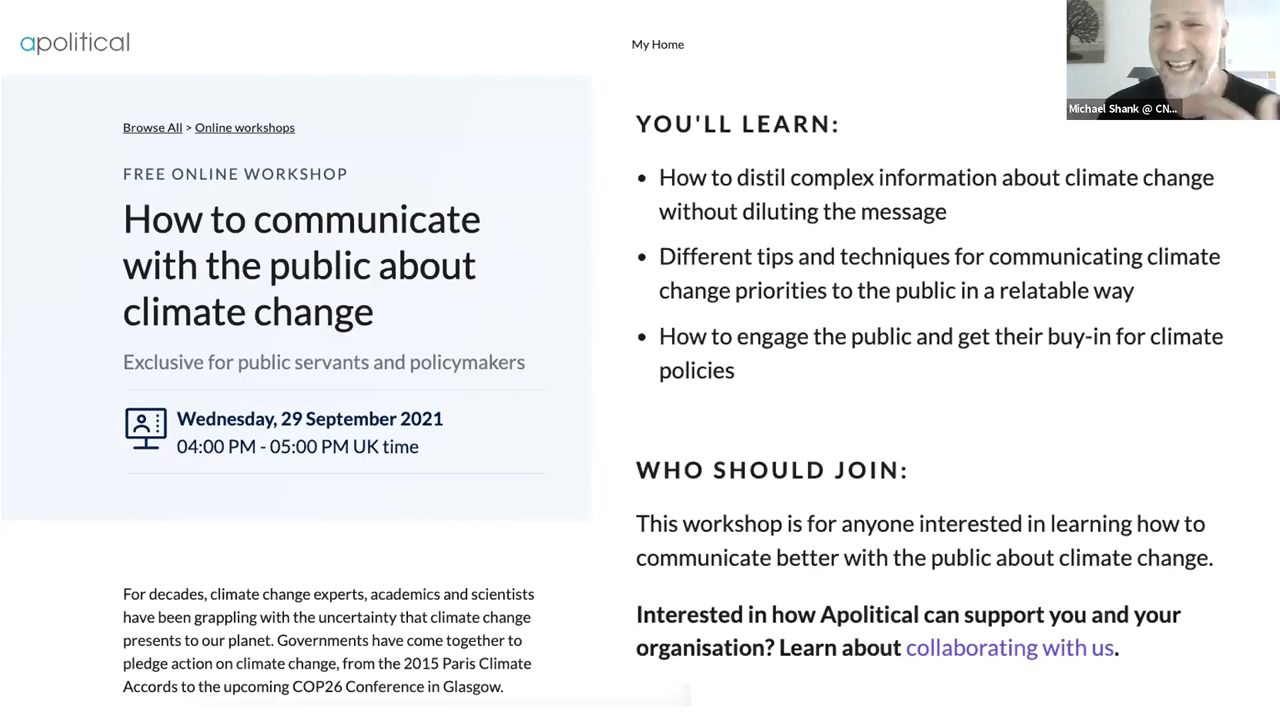 apolitical
My Home
Michael Shank @ CN...
Browse All > Online workshops
FREE ONLINE WORKSHOP
How to communicate
with the public about
climate change
Exclusive for public servants and policymakers
Wednesday, 29 September 2021
04:00 PM - 05:00 PM UK time
For decades, climate change experts, academics and scientists
have been grappling with the uncertainty that climate change
presents to our planet. Governments have come together to
pledge action on climate change, from the 2015 Paris Climate
Accords to the upcoming COP26 Conference in Glasgow.
YOU'LL LEARN:
• How to distil complex information about climate change
without diluting the message
• Different tips and techniques for communicating climate
change priorities to the public in a relatable way
• How to engage the public and get their buy-in for climate
policies
WHO SHOULD JOIN:
This workshop is for anyone interested in learning how to
communicate better with the public about climate change.
Interested in how Apolitical can support you and your
organisation? Learn about collaborating with us.